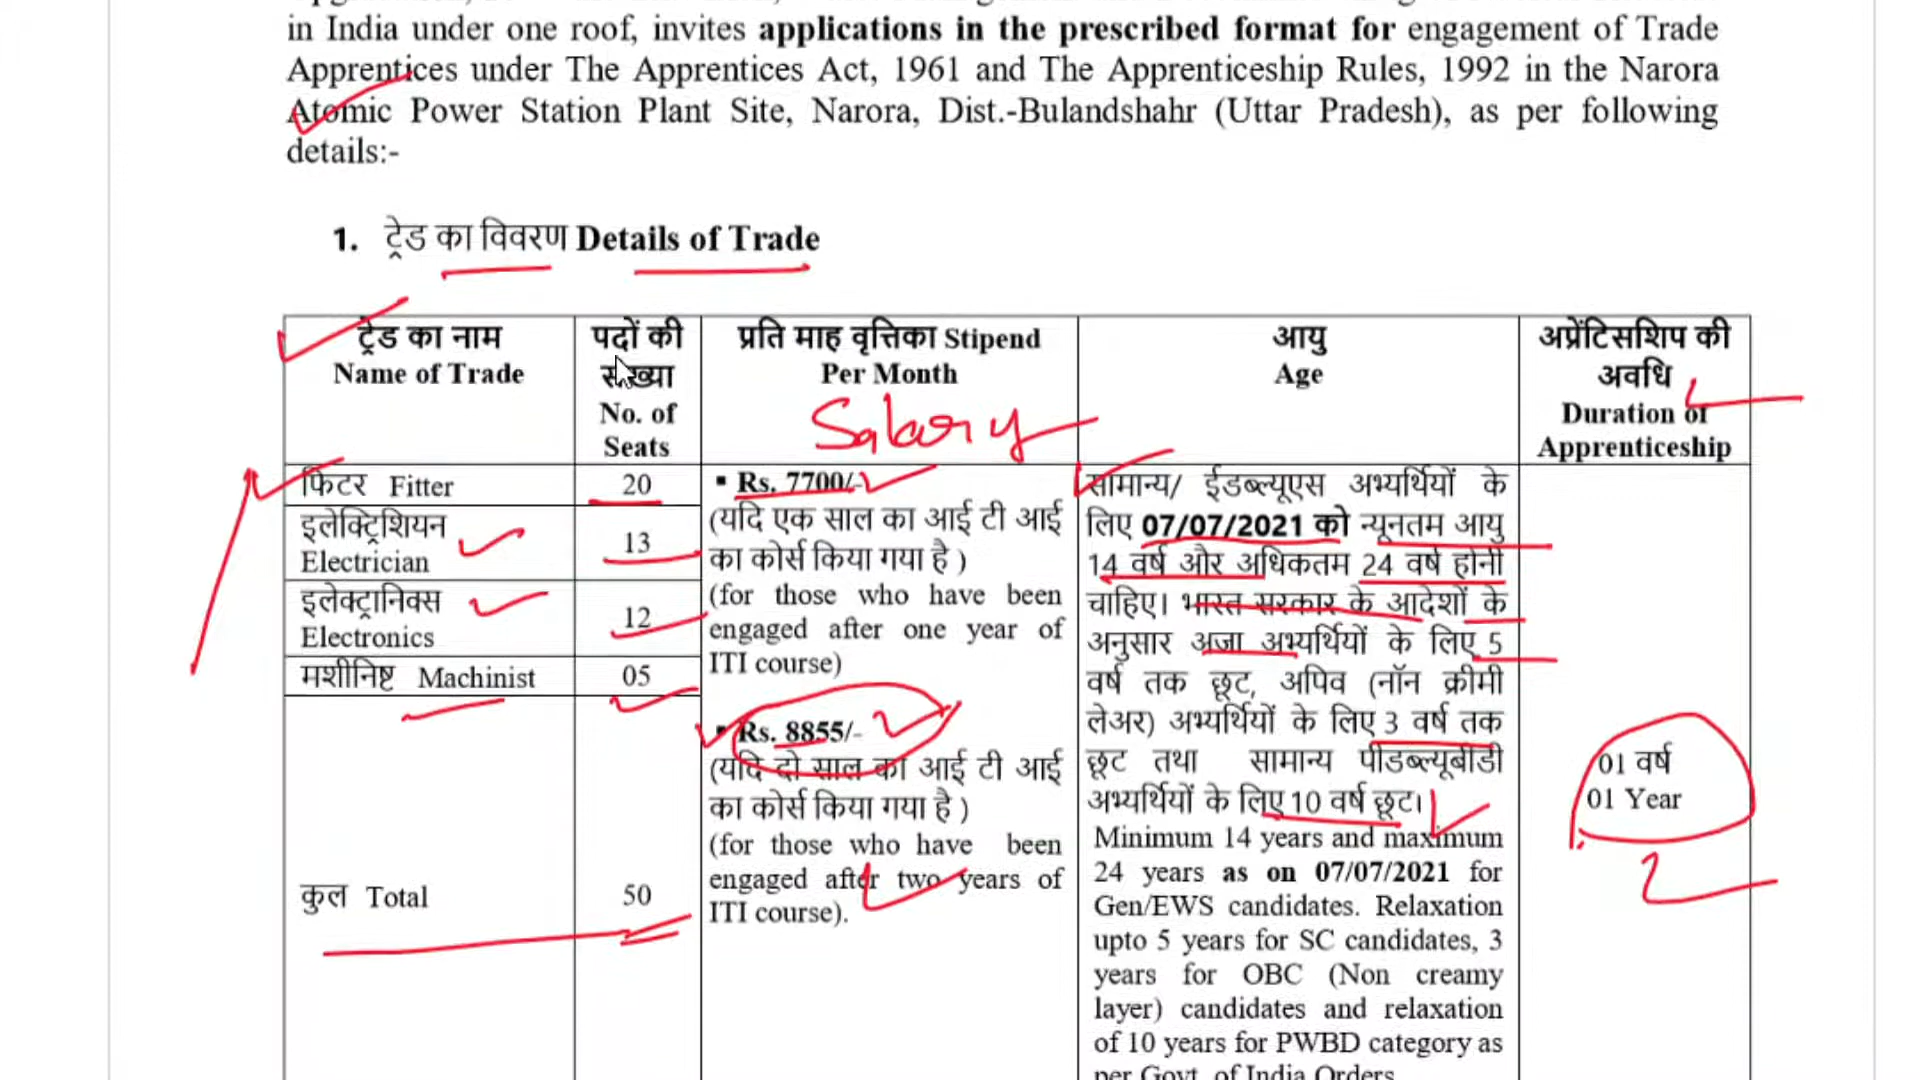 in India under one roof, invites applications in the prescribed format for engagement of Trade
Apprentices under The Apprentices Act, 1961 and The Apprenticeship Rules, 1992 in the Narora
Atomic Power Station Plant Site, Narora, Dist.-Bulandshahr (Uttar Pradesh), as per following
details:-
1. ट्रेड का विवरण Details of Trade
ट्रेड का नाम
Name of Trade
पदों की
संख्या
No. of
Seats
प्रति माह वृत्तिका Stipend
Per Month
Salary
आयु
Age
अप्रेंटिसशिप की
अवधि
Duration of
Apprenticeship
फिटर Fitter
20
इलेक्ट्रिशियन
Electrician
13
इलेक्ट्रानिक्स
Electronics
12
मशीनिष्ट Machinist
05
कुल Total
50
▪ Rs. 7700/-
(यदि एक साल का आई टी आई
का कोर्स किया गया है )
(for those who have been
engaged after one year of
ITI course)
▪ Rs. 8855/-
(यदि दो साल का आई टी आई
का कोर्स किया गया है )
(for those who have been
engaged after two years of
ITI course).
सामान्य/ ईडब्ल्यूएस अभ्यर्थियों के
लिए 07/07/2021 को न्यूनतम आयु
14 वर्ष और अधिकतम 24 वर्ष होनी
चाहिए। भारत सरकार के आदेशों के
अनुसार अजा अभ्यर्थियों के लिए 5
वर्ष तक छूट, अपिव (नॉन क्रीमी
लेअर) अभ्यर्थियों के लिए 3 वर्ष तक
छूट तथा सामान्य पीडब्ल्यूबीडी
अभ्यर्थियों के लिए 10 वर्ष छूट।
Minimum 14 years and maximum
24 years as on 07/07/2021 for
Gen/EWS candidates. Relaxation
upto 5 years for SC candidates, 3
years for OBC (Non creamy
layer) candidates and relaxation
of 10 years for PWBD category as
per Govt. of India Orders
01 वर्ष
01 Year